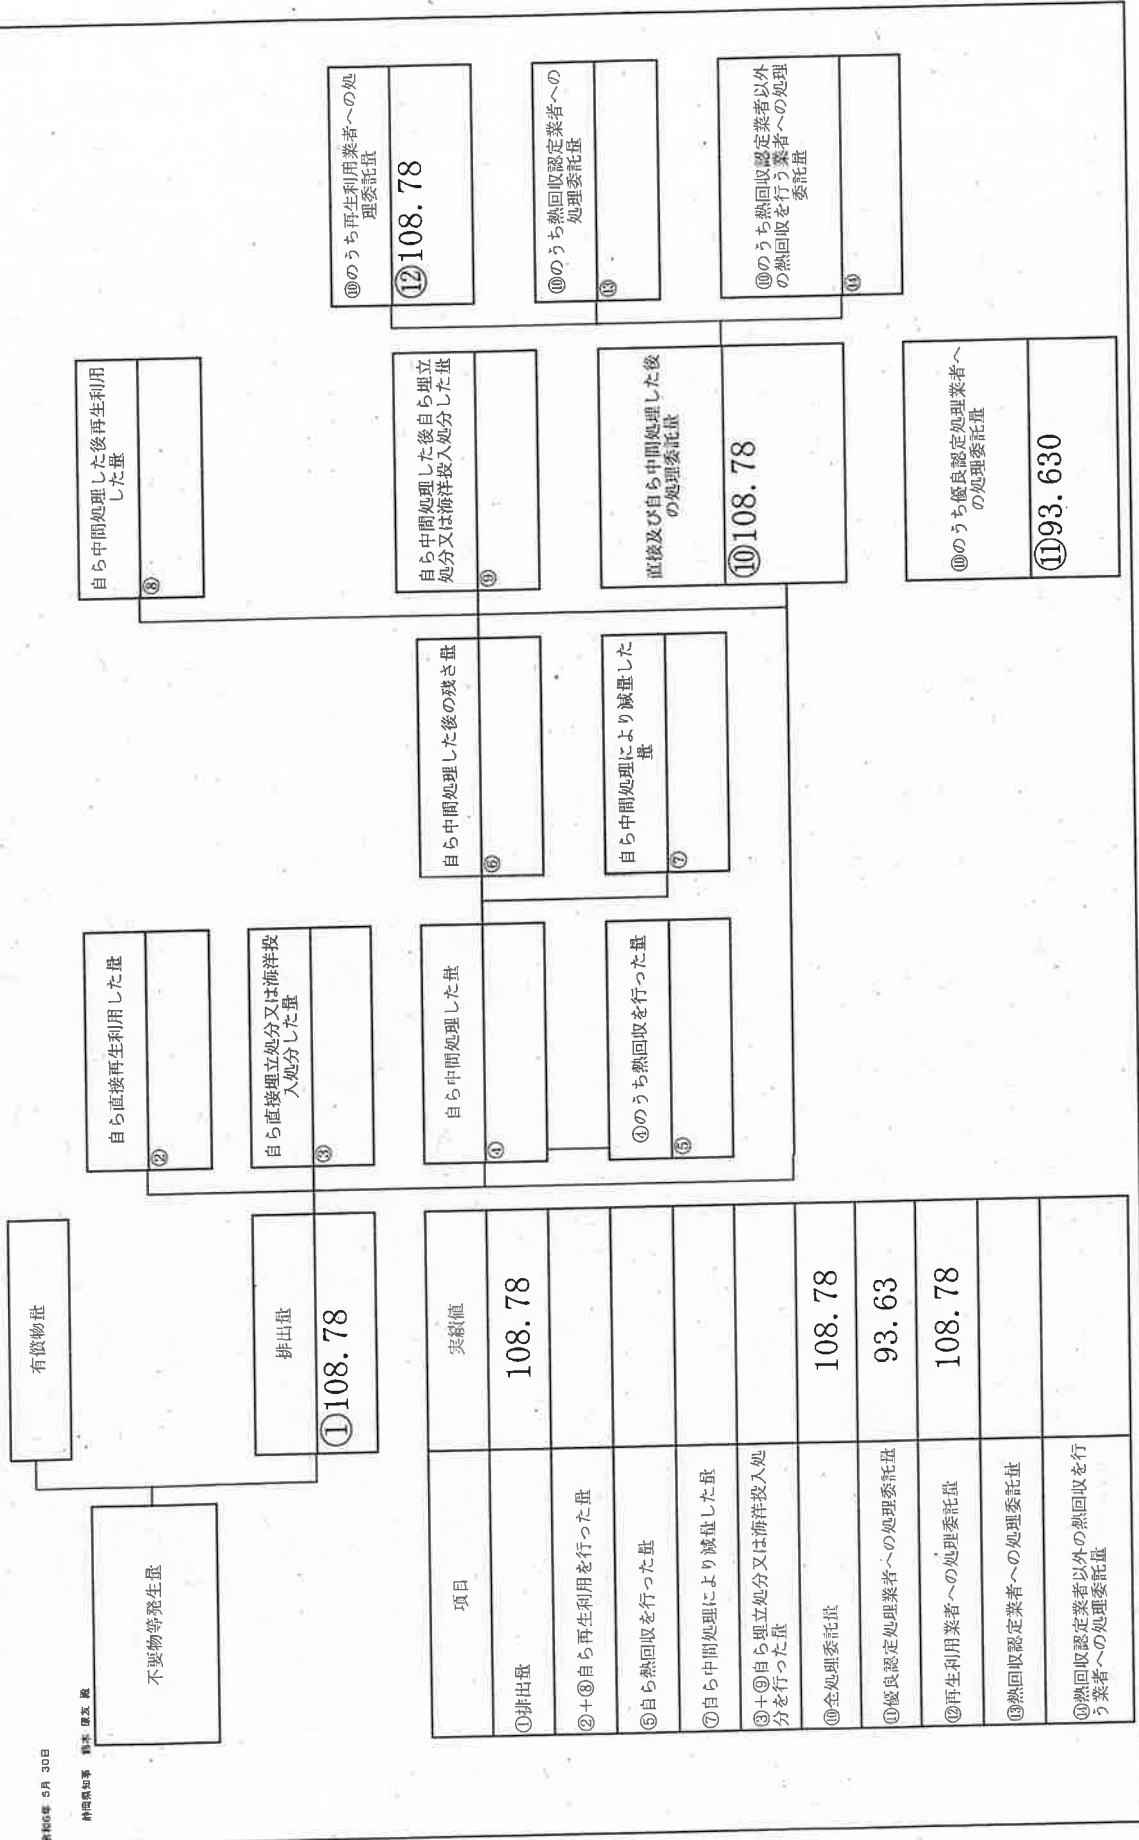 令和6年 5月 30日
静岡県知事 鈴木 康友 殿
不要物等発生量
有償物量
排出量
①108.78
自ら直接再生利用した量
②
自ら直接埋立処分又は海洋投
入処分した量
③
自ら中間処理した量
④
④のうち熱回収を行った量
⑤
自ら中間処理した後の残さ量
⑥
自ら中間処理により減量した
量
⑦
自ら中間処理した後再生利用
した量
⑧
自ら中間処理した後自ら埋立
処分又は海洋投入処分した量
⑨
直接及び自ら中間処理した後
の処理委託量
⑩108.78
⑩のうち優良認定処理業者へ
の処理委託量
⑪93.630
⑩のうち再生利用業者への処
理委託量
⑫108.78
⑩のうち熱回収認定業者への
処理委託量
⑬
⑩のうち熱回収認定業者以外
の熱回収を行う業者への処理
委託量
⑭
項目 実績値
①排出量 108.78
②+⑧自ら再生利用を行った量
⑤自ら熱回収を行った量
⑦自ら中間処理により減量した量
③+⑨自ら埋立処分又は海洋投入処
分を行った量
⑩全処理委託量 108.78
⑪優良認定処理業者への処理委託量 93.63
⑫再生利用業者への処理委託量 108.78
⑬熱回収認定業者への処理委託量
⑭熱回収認定業者以外の熱回収を行
う業者への処理委託量